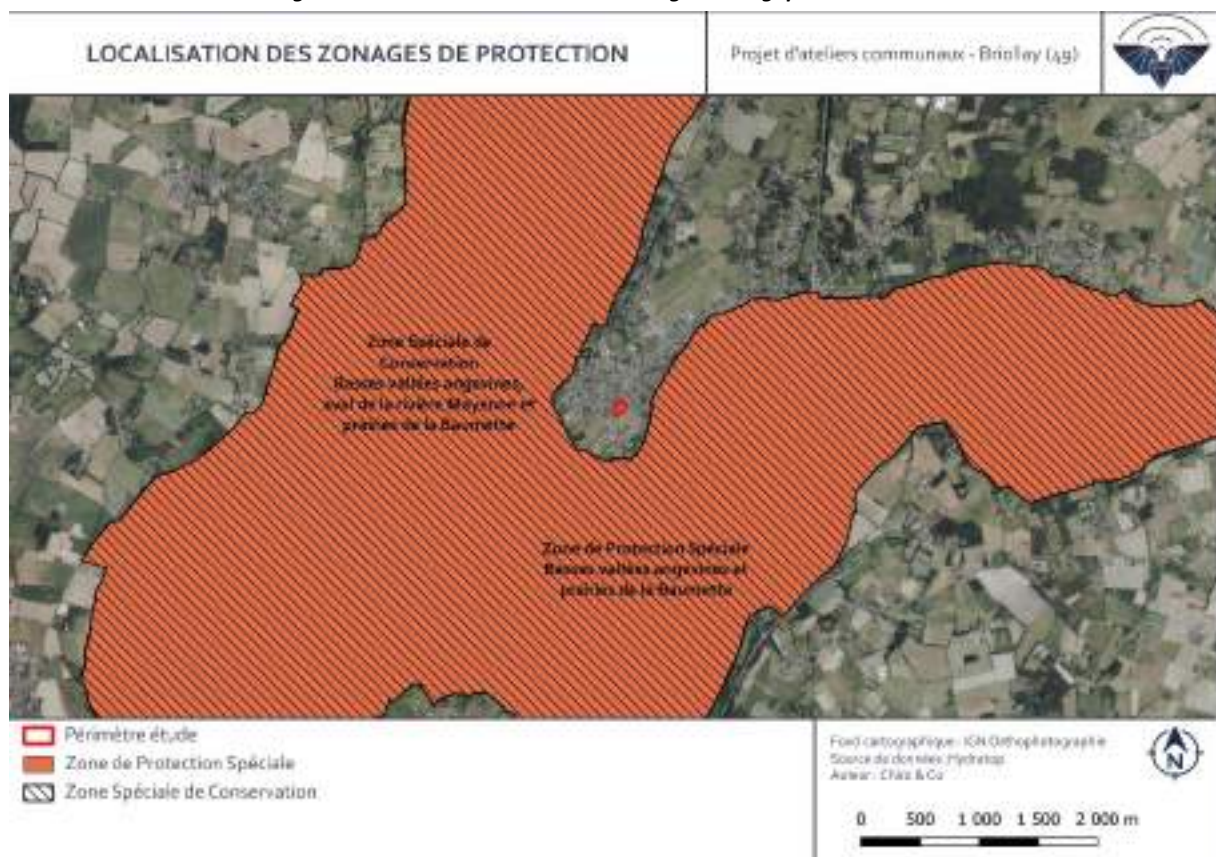 LOCALISATION DES ZONAGES DE PROTECTION
Projet d'ateliers communaux - Briollay (49)
Zone Spéciale de
Conservation
Basses vallées angevines,
aval de la rivière Mayenne et
prairies de la Baumette
Zone de Protection Spéciale
Basses vallées angevines et
prairies de la Baumette
Périmètre étude
Zone de Protection Spéciale
Zone Spéciale de Conservation
Fond cartographique : IGN Orthophotographie
Source de données :
Auteur :
N
0 500 1 000 1 500 2 000 m